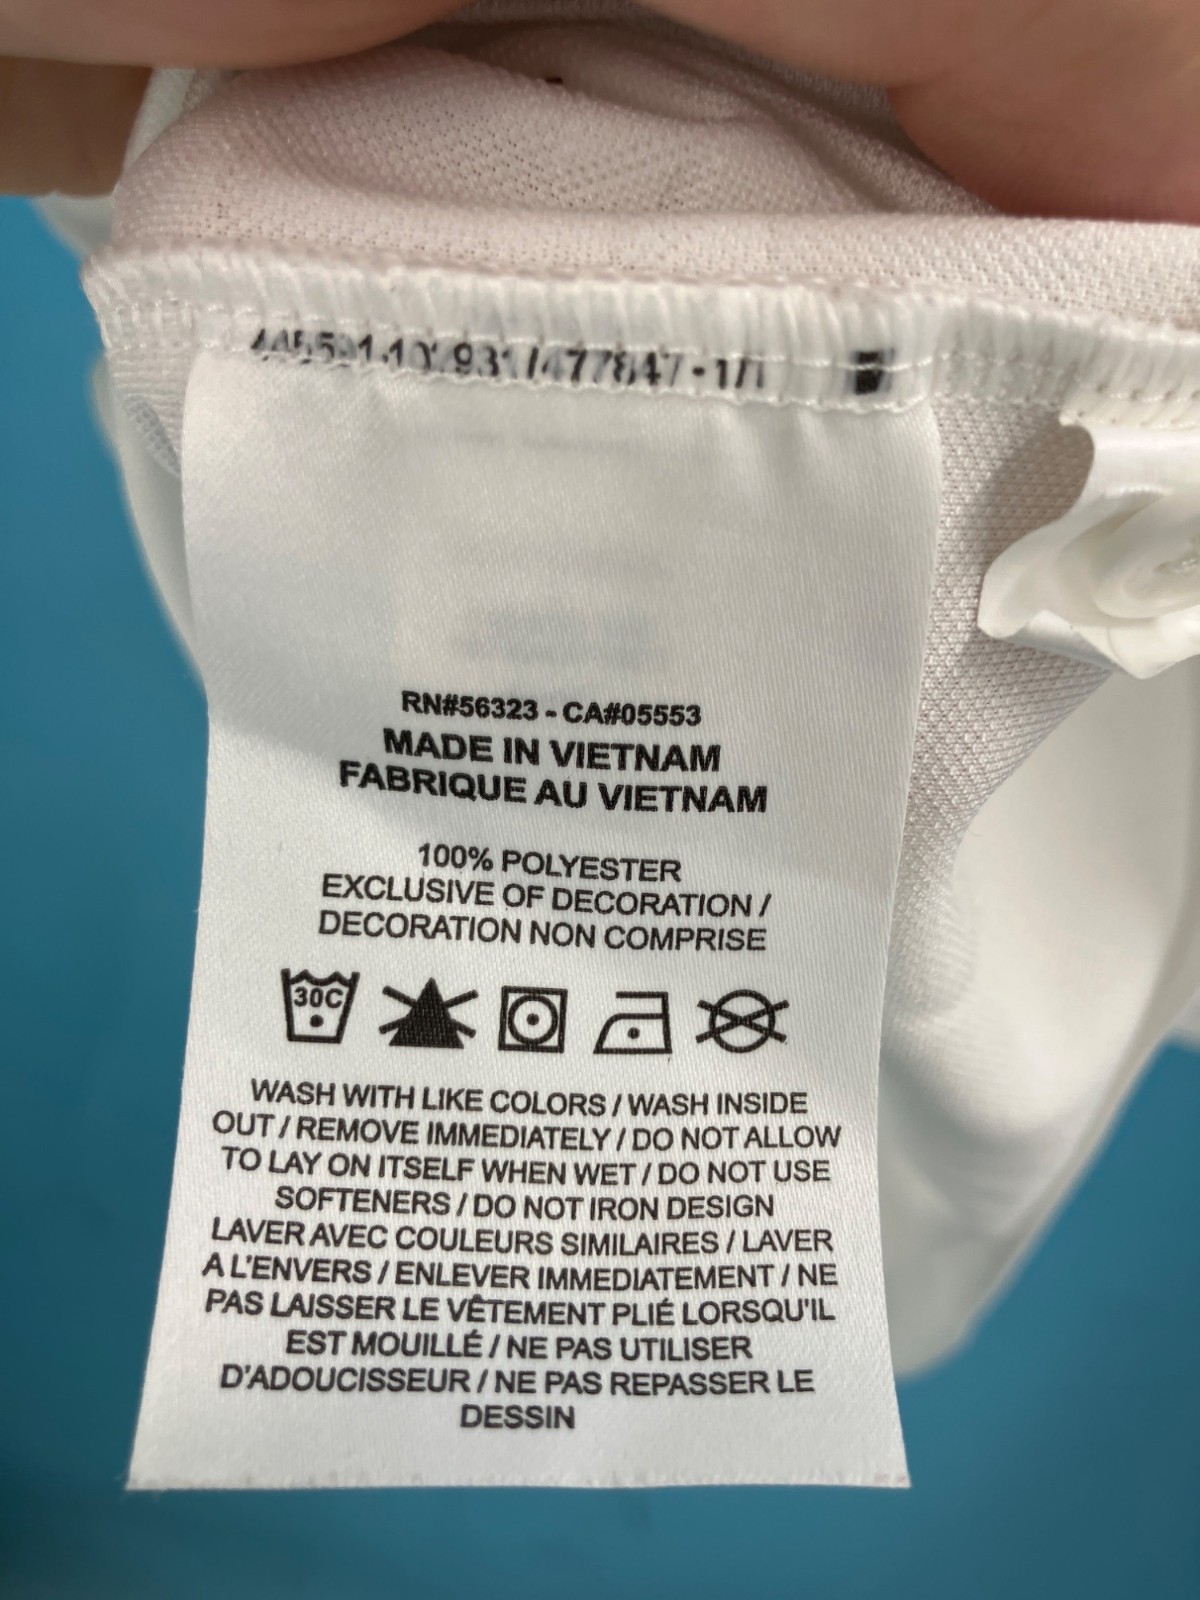 RN#56323 - CA#05553
MADE IN VIETNAM
FABRIQUE AU VIETNAM
100% POLYESTER
EXCLUSIVE OF DECORATION /
DECORATION NON COMPRISE
30C
WASH WITH LIKE COLORS / WASH INSIDE
OUT / REMOVE IMMEDIATELY / DO NOT ALLOW
TO LAY ON ITSELF WHEN WET / DO NOT USE
SOFTENERS / DO NOT IRON DESIGN
LAVER AVEC COULEURS SIMILAIRES / LAVER
A L'ENVERS / ENLEVER IMMEDIATEMENT / NE
PAS LAISSER LE VÊTEMENT PLIÉ LORSQU'IL
EST MOUILLÉ / NE PAS UTILISER
D'ADOUCISSEUR / NE PAS REPASSER LE
DESSIN